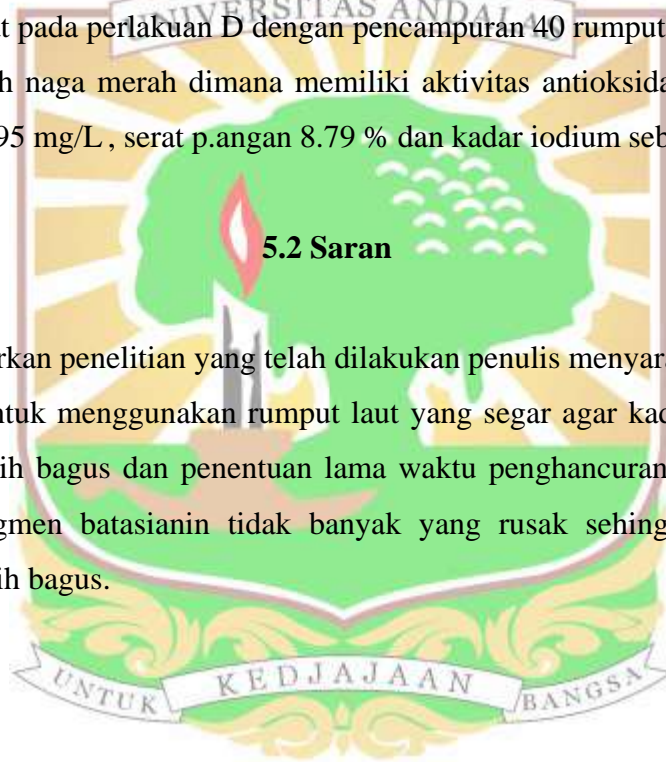 UNIVERSITAS ANDALAS
t pada perlakuan D dengan pencampuran 40 rumput
h naga merah dimana memiliki aktivitas antioksida
95 mg/L , serat p.angan 8.79 % dan kadar iodium seb
5.2 Saran
rkan penelitian yang telah dilakukan penulis menyara
ntuk menggunakan rumput laut yang segar agar kad
ih bagus dan penentuan lama waktu penghancuran
gmen batasianin tidak banyak yang rusak sehing
ih bagus.
UNTUK KEDJAJAAN BANGSA